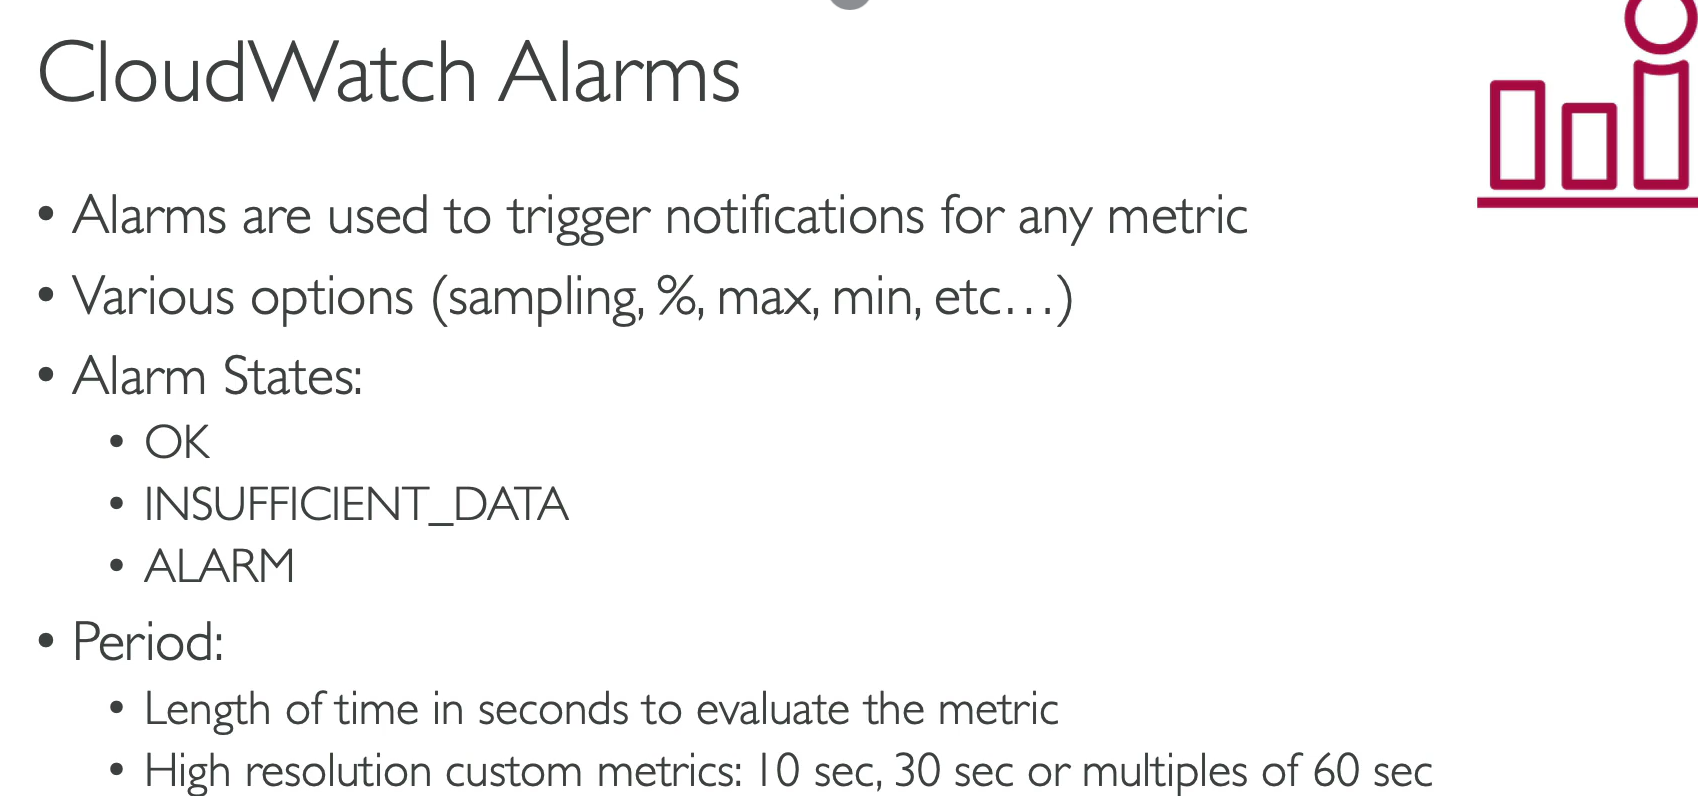 CloudWatch Alarms
• Alarms are used to trigger notifications for any metric
• Various options (sampling, %, max, min, etc…)
• Alarm States:
• OK
• INSUFFICIENT_DATA
• ALARM
• Period:
• Length of time in seconds to evaluate the metric
• High resolution custom metrics: 10 sec, 30 sec or multiples of 60 sec